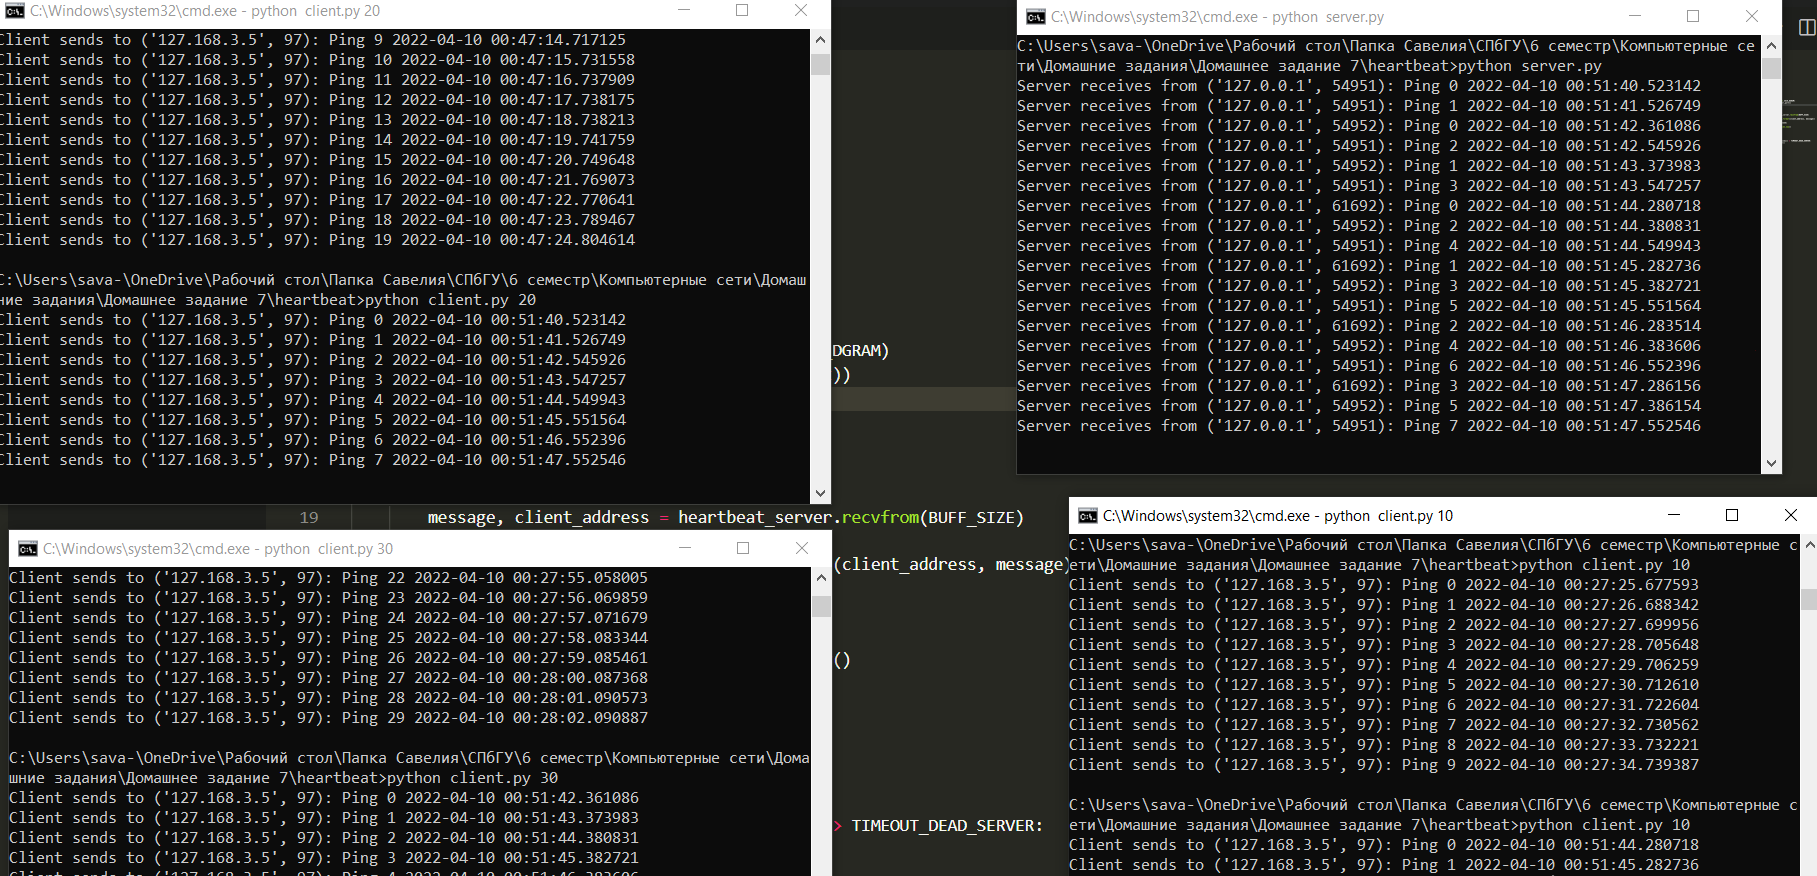 C:\Windows\system32\cmd.exe - python  client.py 20
Client sends to ('127.168.3.5', 97): Ping 9 2022-04-10 00:47:14.717125
Client sends to ('127.168.3.5', 97): Ping 10 2022-04-10 00:47:15.731558
Client sends to ('127.168.3.5', 97): Ping 11 2022-04-10 00:47:16.737909
Client sends to ('127.168.3.5', 97): Ping 12 2022-04-10 00:47:17.738175
Client sends to ('127.168.3.5', 97): Ping 13 2022-04-10 00:47:18.738213
Client sends to ('127.168.3.5', 97): Ping 14 2022-04-10 00:47:19.741759
Client sends to ('127.168.3.5', 97): Ping 15 2022-04-10 00:47:20.749648
Client sends to ('127.168.3.5', 97): Ping 16 2022-04-10 00:47:21.769073
Client sends to ('127.168.3.5', 97): Ping 17 2022-04-10 00:47:22.770641
Client sends to ('127.168.3.5', 97): Ping 18 2022-04-10 00:47:23.789467
Client sends to ('127.168.3.5', 97): Ping 19 2022-04-10 00:47:24.804614
C:\Users\sava-\OneDrive\Рабочий стол\Папка Савелия\СПбГУ\6 семестр\Компьютерные сети\Домаш
ние задания\Домашнее задание 7\heartbeat>python client.py 20
Client sends to ('127.168.3.5', 97): Ping 0 2022-04-10 00:51:40.523142
Client sends to ('127.168.3.5', 97): Ping 1 2022-04-10 00:51:41.526749
Client sends to ('127.168.3.5', 97): Ping 2 2022-04-10 00:51:42.545926
Client sends to ('127.168.3.5', 97): Ping 3 2022-04-10 00:51:43.547257
Client sends to ('127.168.3.5', 97): Ping 4 2022-04-10 00:51:44.549943
Client sends to ('127.168.3.5', 97): Ping 5 2022-04-10 00:51:45.551564
Client sends to ('127.168.3.5', 97): Ping 6 2022-04-10 00:51:46.552396
Client sends to ('127.168.3.5', 97): Ping 7 2022-04-10 00:51:47.552546
C:\Windows\system32\cmd.exe - python  server.py
C:\Users\sava-\OneDrive\Рабочий стол\Папка Савелия\СПбГУ\6 семестр\Компьютерные се
ти\Домашние задания\Домашнее задание 7\heartbeat>python server.py
Server receives from ('127.0.0.1', 54951): Ping 0 2022-04-10 00:51:40.523142
Server receives from ('127.0.0.1', 54951): Ping 1 2022-04-10 00:51:41.526749
Server receives from ('127.0.0.1', 54952): Ping 0 2022-04-10 00:51:42.361086
Server receives from ('127.0.0.1', 54951): Ping 2 2022-04-10 00:51:42.545926
Server receives from ('127.0.0.1', 54952): Ping 1 2022-04-10 00:51:43.373983
Server receives from ('127.0.0.1', 54951): Ping 3 2022-04-10 00:51:43.547257
Server receives from ('127.0.0.1', 61692): Ping 0 2022-04-10 00:51:44.280718
Server receives from ('127.0.0.1', 54952): Ping 2 2022-04-10 00:51:44.380831
Server receives from ('127.0.0.1', 54951): Ping 4 2022-04-10 00:51:44.549943
Server receives from ('127.0.0.1', 61692): Ping 1 2022-04-10 00:51:45.282736
Server receives from ('127.0.0.1', 54952): Ping 3 2022-04-10 00:51:45.382721
Server receives from ('127.0.0.1', 54951): Ping 5 2022-04-10 00:51:45.551564
Server receives from ('127.0.0.1', 61692): Ping 2 2022-04-10 00:51:46.283514
Server receives from ('127.0.0.1', 54952): Ping 4 2022-04-10 00:51:46.383606
Server receives from ('127.0.0.1', 54951): Ping 6 2022-04-10 00:51:46.552396
Server receives from ('127.0.0.1', 61692): Ping 3 2022-04-10 00:51:47.286156
Server receives from ('127.0.0.1', 54952): Ping 5 2022-04-10 00:51:47.386154
Server receives from ('127.0.0.1', 54951): Ping 7 2022-04-10 00:51:47.552546
DGRAM)
))
19 message, client_address = heartbeat_server.recvfrom(BUFF_SIZE)
(client_address, message)
()
> TIMEOUT_DEAD_SERVER:
C:\Windows\system32\cmd.exe - python  client.py 30
Client sends to ('127.168.3.5', 97): Ping 22 2022-04-10 00:27:55.058005
Client sends to ('127.168.3.5', 97): Ping 23 2022-04-10 00:27:56.069859
Client sends to ('127.168.3.5', 97): Ping 24 2022-04-10 00:27:57.071679
Client sends to ('127.168.3.5', 97): Ping 25 2022-04-10 00:27:58.083344
Client sends to ('127.168.3.5', 97): Ping 26 2022-04-10 00:27:59.085461
Client sends to ('127.168.3.5', 97): Ping 27 2022-04-10 00:28:00.087368
Client sends to ('127.168.3.5', 97): Ping 28 2022-04-10 00:28:01.090573
Client sends to ('127.168.3.5', 97): Ping 29 2022-04-10 00:28:02.090887
C:\Users\sava-\OneDrive\Рабочий стол\Папка Савелия\СПбГУ\6 семестр\Компьютерные сети\Дома
шние задания\Домашнее задание 7\heartbeat>python client.py 30
Client sends to ('127.168.3.5', 97): Ping 0 2022-04-10 00:51:42.361086
Client sends to ('127.168.3.5', 97): Ping 1 2022-04-10 00:51:43.373983
Client sends to ('127.168.3.5', 97): Ping 2 2022-04-10 00:51:44.380831
Client sends to ('127.168.3.5', 97): Ping 3 2022-04-10 00:51:45.382721
Client sends to ('127.168.3.5', 97): Ping 4 2022-04-10 00:51:46.383606
C:\Windows\system32\cmd.exe - python  client.py 10
C:\Users\sava-\OneDrive\Рабочий стол\Папка Савелия\СПбГУ\6 семестр\Компьютерные с
ети\Домашние задания\Домашнее задание 7\heartbeat>python client.py 10
Client sends to ('127.168.3.5', 97): Ping 0 2022-04-10 00:27:25.677593
Client sends to ('127.168.3.5', 97): Ping 1 2022-04-10 00:27:26.688342
Client sends to ('127.168.3.5', 97): Ping 2 2022-04-10 00:27:27.699956
Client sends to ('127.168.3.5', 97): Ping 3 2022-04-10 00:27:28.705648
Client sends to ('127.168.3.5', 97): Ping 4 2022-04-10 00:27:29.706259
Client sends to ('127.168.3.5', 97): Ping 5 2022-04-10 00:27:30.712610
Client sends to ('127.168.3.5', 97): Ping 6 2022-04-10 00:27:31.722604
Client sends to ('127.168.3.5', 97): Ping 7 2022-04-10 00:27:32.730562
Client sends to ('127.168.3.5', 97): Ping 8 2022-04-10 00:27:33.732221
Client sends to ('127.168.3.5', 97): Ping 9 2022-04-10 00:27:34.739387
C:\Users\sava-\OneDrive\Рабочий стол\Папка Савелия\СПбГУ\6 семестр\Компьютерные с
ети\Домашние задания\Домашнее задание 7\heartbeat>python client.py 10
Client sends to ('127.168.3.5', 97): Ping 0 2022-04-10 00:51:44.280718
Client sends to ('127.168.3.5', 97): Ping 1 2022-04-10 00:51:45.282736